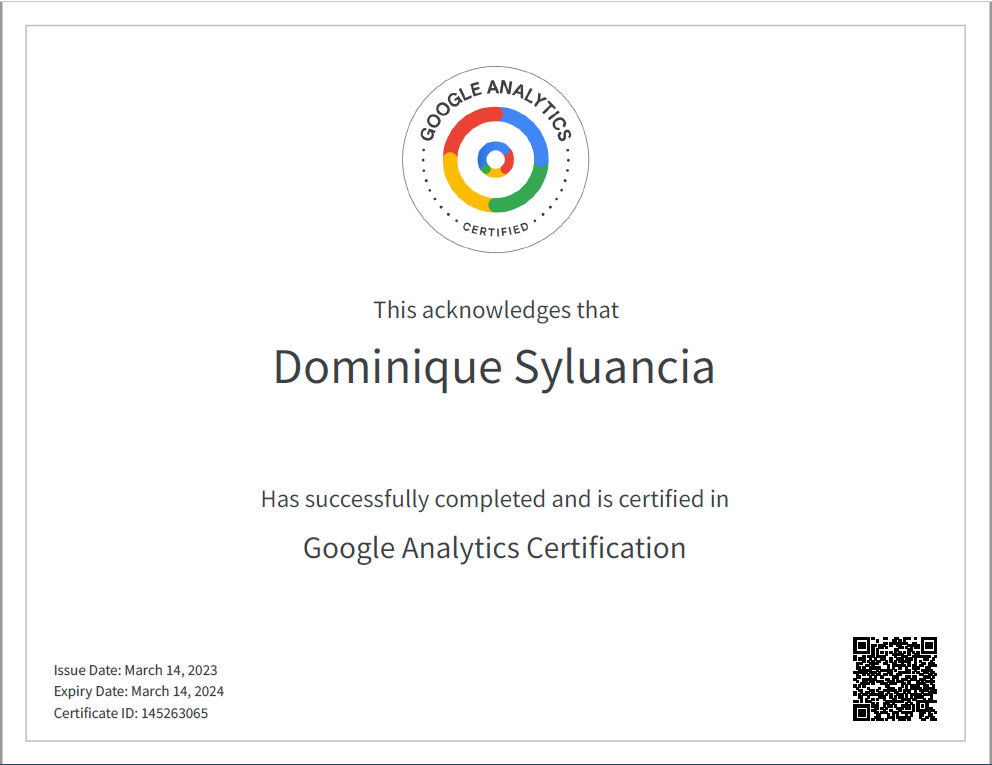 GOOGLE ANALYTICS
CERTIFIED
This acknowledges that
Dominique Syluancia
Has successfully completed and is certified in
Google Analytics Certification
Issue Date: March 14, 2023
Expiry Date: March 14, 2024
Certificate ID: 145263065